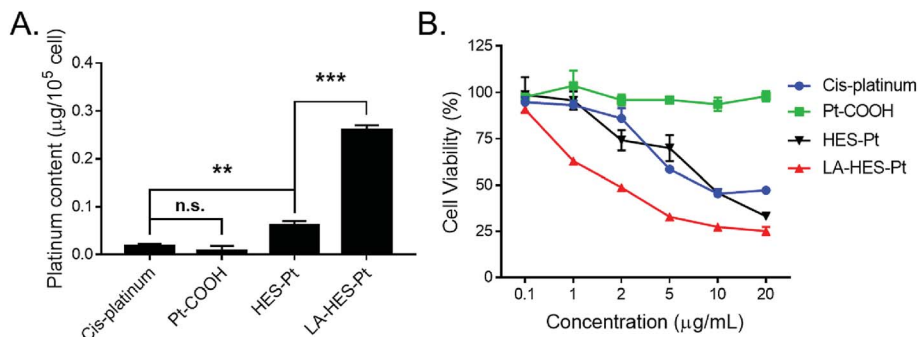 A.
Platinum content (μg/10⁵ cell)
0.4
0.3
0.2
0.1
0.0
***
**
n.s.
Cis-platinum
Pt-COOH
HES-Pt
LA-HES-Pt
B.
Cell Viability (%)
125
100
75
50
25
0
0.1 1 2 5 10 20
Concentration (μg/mL)
Cis-platinum
Pt-COOH
HES-Pt
LA-HES-Pt